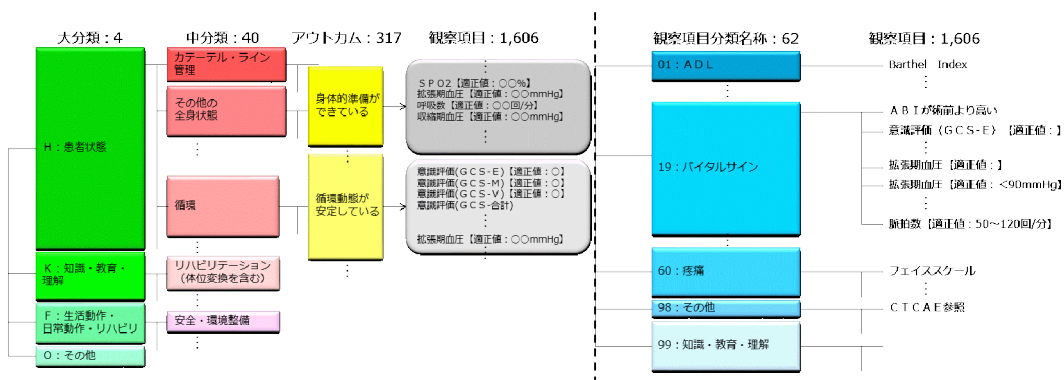 大分類：4
中分類：40
アウトカム：317
観察項目：1,606
観察項目分類名称：62
観察項目：1,606
H：患者状態
K：知識・教育・
理解
F：生活動作・
日常動作・リハビリ
O：その他
カテーテル・ライン
管理
その他の
全身状態
循環
リハビリテーション
（体位変換を含む）
安全・環境整備
身体的準備が
できている
循環動態が
安定している
ＳＰＯ２【適正値：○○%】
拡張期血圧【適正値：○○mmHg】
呼吸数【適正値：○○回/分】
収縮期血圧【適正値：○○mmHg】
意識評価(ＧＣＳ-Ｅ)【適正値：○】
意識評価(ＧＣＳ-Ｍ)【適正値：○】
意識評価(ＧＣＳ-Ｖ)【適正値：○】
意識評価(ＧＣＳ-合計)
拡張期血圧【適正値：○○mmHg】
01：ＡＤＬ
19：バイタルサイン
60：疼痛
98：その他
99：知識・教育・理解
Barthel　Index
ＡＢＩが術前より高い
意識評価（ＧＣＳ-Ｅ）【適正値：】
拡張期血圧【適正値：】
拡張期血圧【適正値：＜90mmHg】
脈拍数【適正値：50～120回/分】
フェイススケール
ＣＴＣＡＥ参照